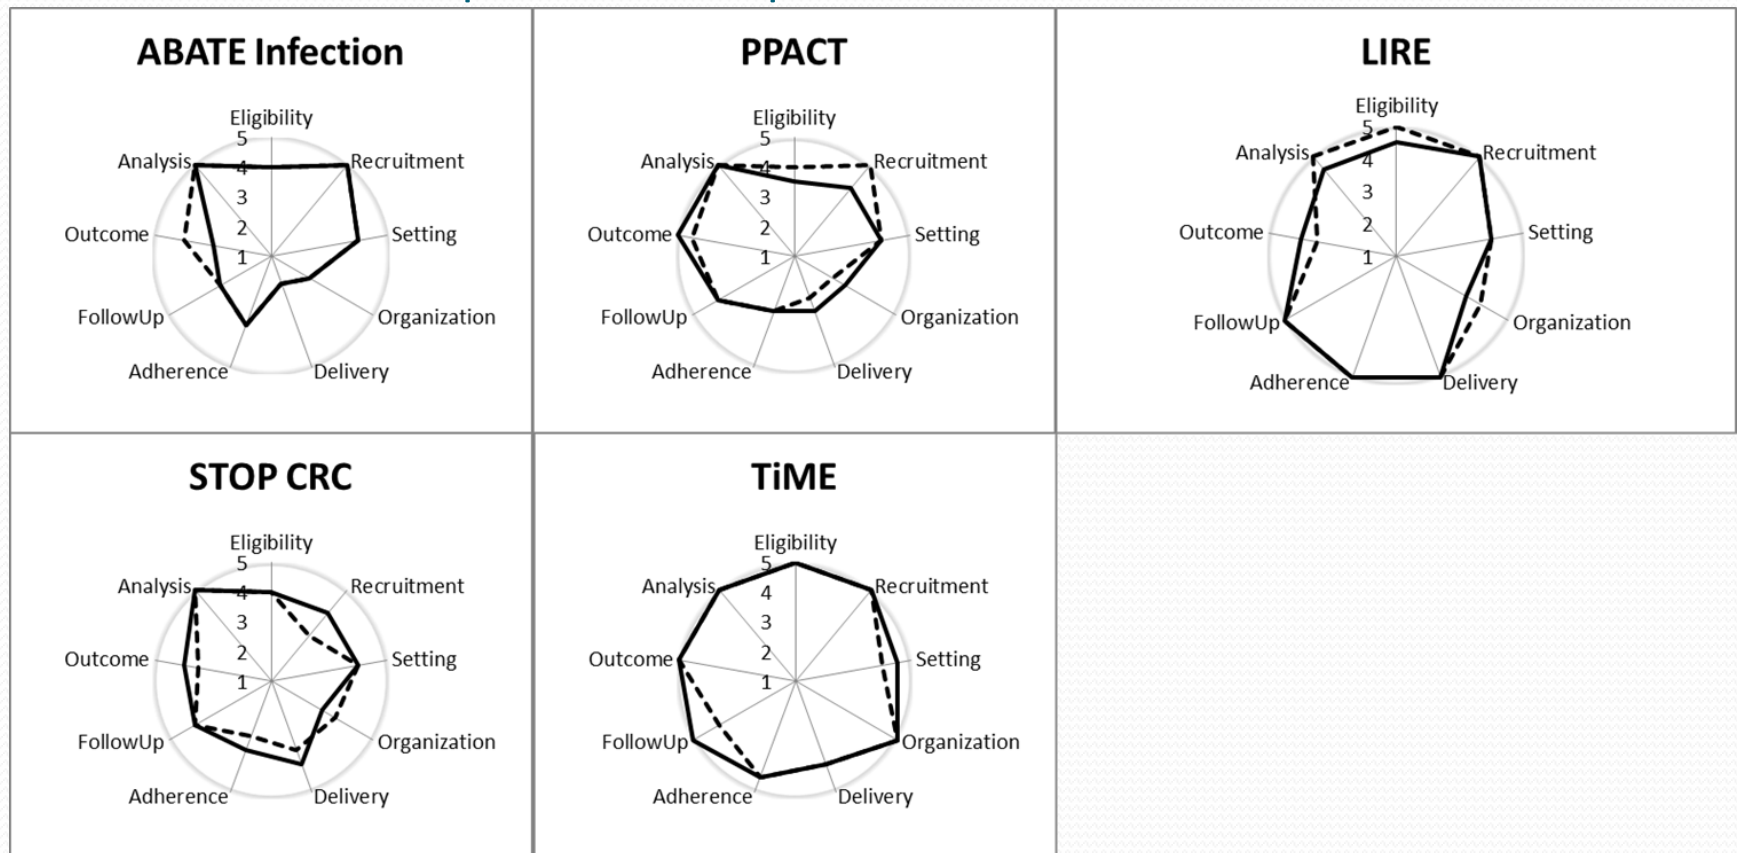 ABATE Infection
Eligibility
5
Analysis
4
Recruitment
3
Outcome
2
Setting
1
FollowUp
Organization
Adherence
Delivery
PPACT
Eligibility
5
Analysis
4
Recruitment
3
Outcome
2
Setting
1
FollowUp
Organization
Adherence
Delivery
LIRE
Eligibility
5
Analysis
4
Recruitment
3
Outcome
2
Setting
1
FollowUp
Organization
Adherence
Delivery
STOP CRC
Eligibility
5
Analysis
4
Recruitment
3
Outcome
2
Setting
1
FollowUp
Organization
Adherence
Delivery
TiME
Eligibility
5
Analysis
4
Recruitment
3
Outcome
2
Setting
1
FollowUp
Organization
Adherence
Delivery